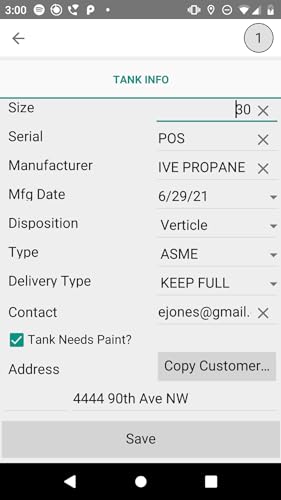 3:00
1
TANK INFO
Size 30
Serial POS
Manufacturer IVE PROPANE
Mfg Date 6/29/21
Disposition Verticle
Type ASME
Delivery Type KEEP FULL
Contact ejones@gmail.
Tank Needs Paint?
Address Copy Customer...
4444 90th Ave NW
Save